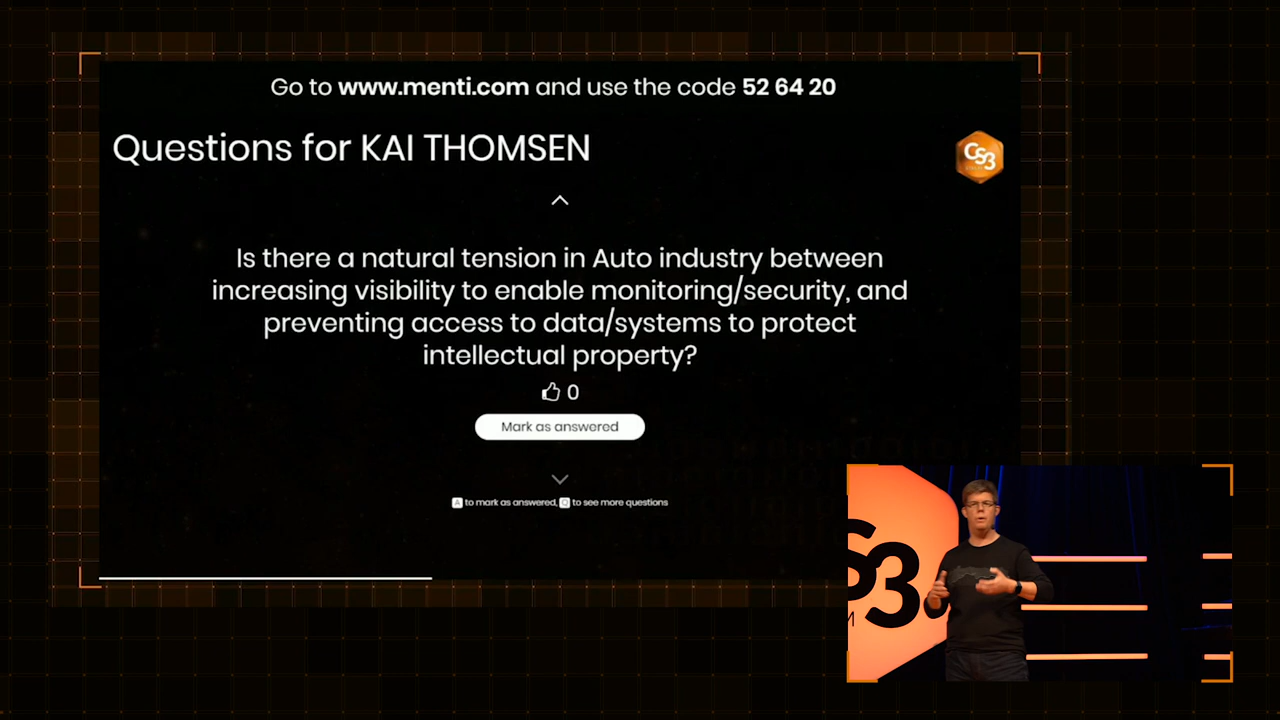 Go to www.menti.com and use the code 52 64 20
Questions for KAI THOMSEN
CS3
Is there a natural tension in Auto industry between
increasing visibility to enable monitoring/security, and
preventing access to data/systems to protect
intellectual property?
0
Mark as answered
A to mark as answered, Q to see more questions
S3